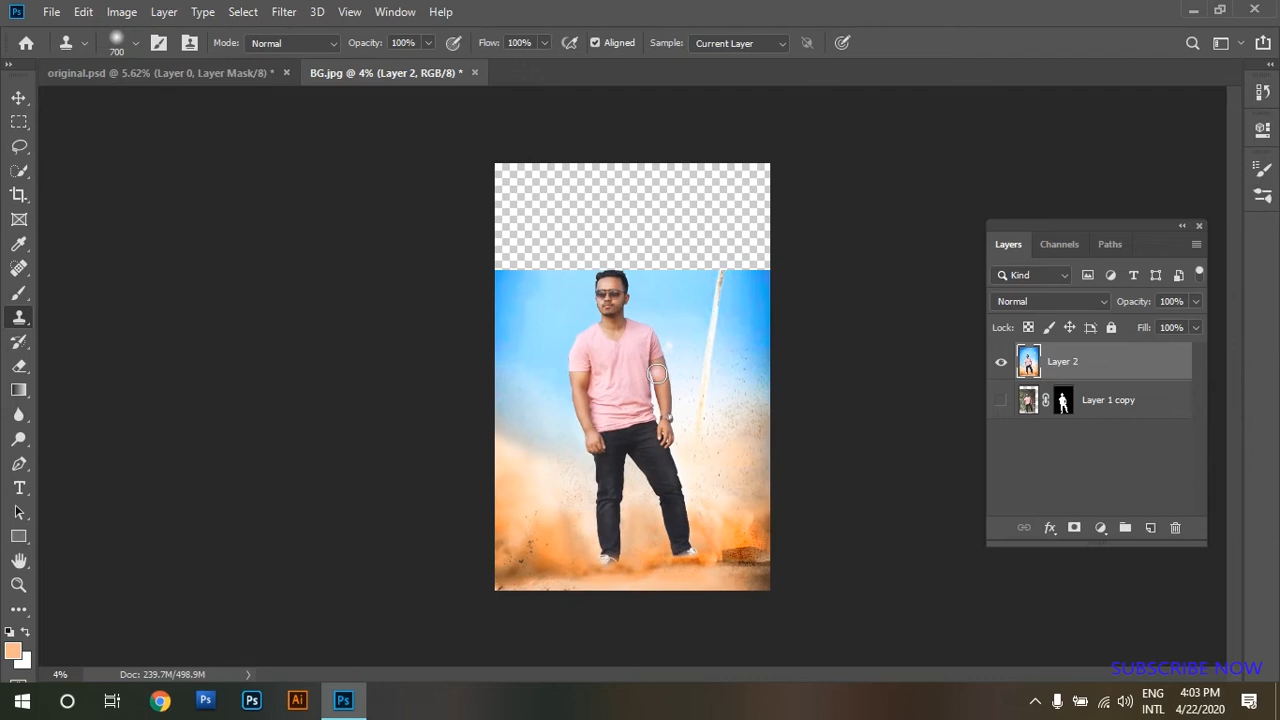 File Edit Image Layer Type Select Filter 3D View Window Help
700 Mode: Normal Opacity: 100% Flow: 100% Aligned Sample: Current Layer
original.psd @ 5.62% (Layer 0, Layer Mask/8) * BG.jpg @ 4% (Layer 2, RGB/8) *
Layers Channels Paths
Kind
Normal Opacity: 100%
Lock: Fill: 100%
Layer 2
Layer 1 copy
4% Doc: 239.7M/498.9M
SUBSCRIBE NOW
ENG 4:03 PM
INTL 4/22/2020